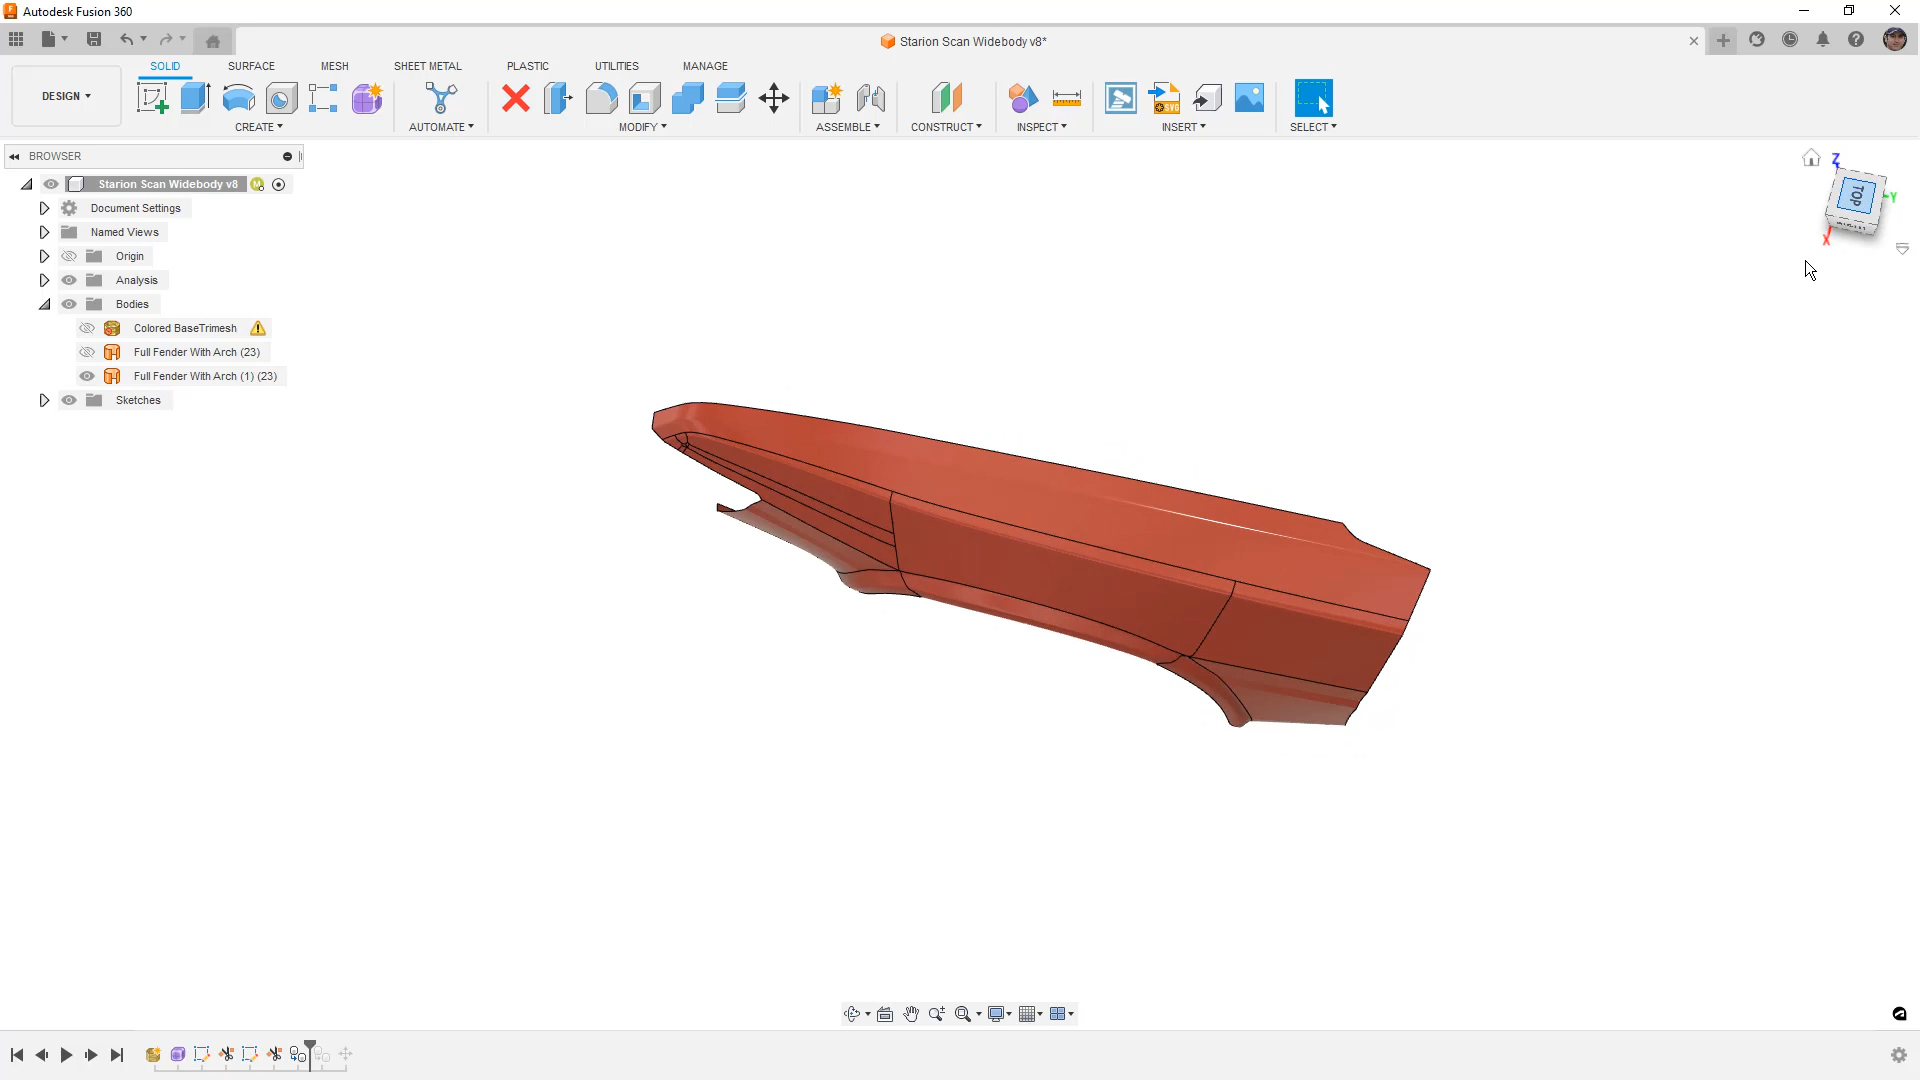 Autodesk Fusion 360
Starion Scan Widebody v8*
DESIGN
SOLID
SURFACE
MESH
SHEET METAL
PLASTIC
UTILITIES
MANAGE
CREATE
AUTOMATE
MODIFY
ASSEMBLE
CONSTRUCT
INSPECT
INSERT
SELECT
SVG
BROWSER
Starion Scan Widebody v8
Document Settings
Named Views
Origin
Analysis
Bodies
Colored BaseTrimesh
Full Fender With Arch (23)
Full Fender With Arch (1) (23)
Sketches
Z
TOP
Y
X